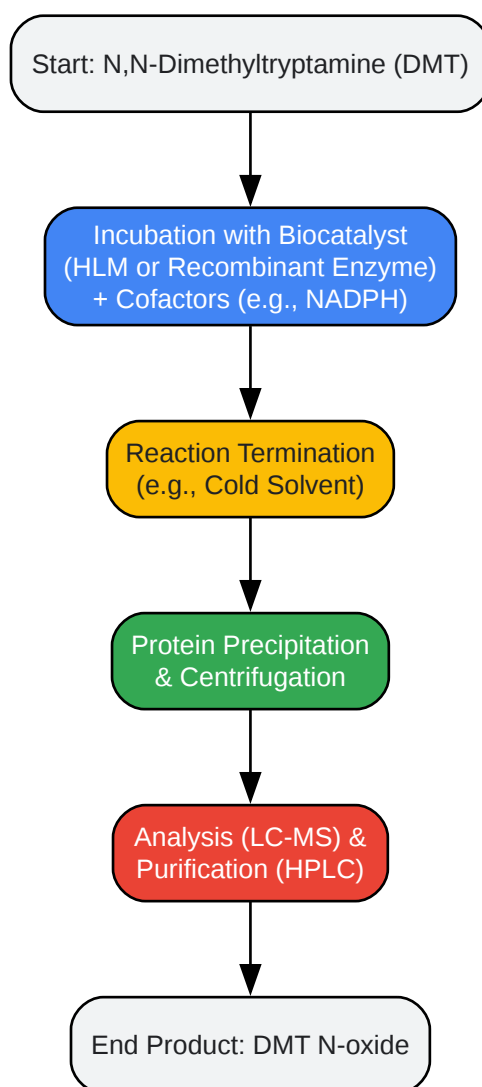 Start: N,N-Dimethyltryptamine (DMT)
Incubation with Biocatalyst
(HLM or Recombinant Enzyme)
+ Cofactors (e.g., NADPH)
Reaction Termination
(e.g., Cold Solvent)
Protein Precipitation
& Centrifugation
Analysis (LC-MS) &
Purification (HPLC)
End Product: DMT N-oxide